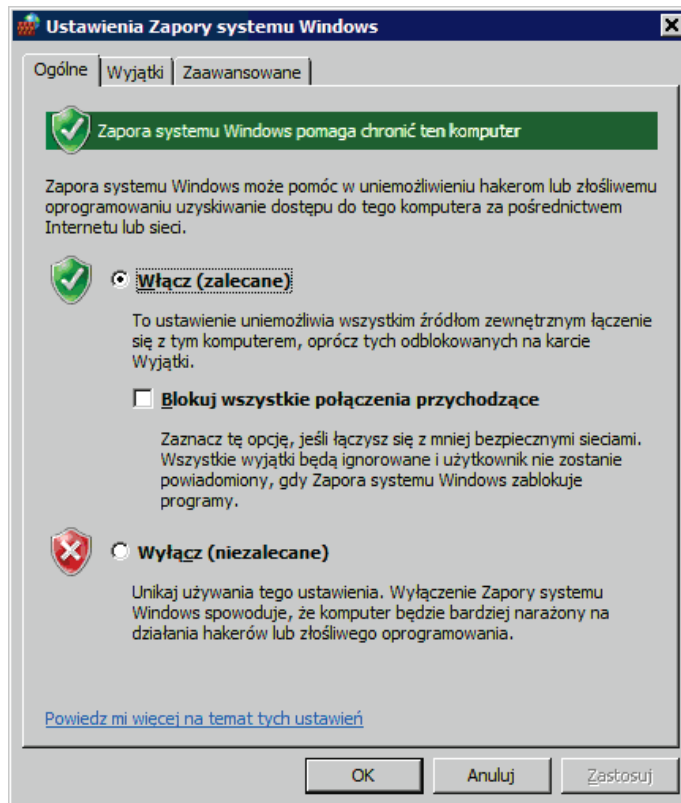 Ustawienia Zapory systemu Windows
Ogólne Wyjątki Zaawansowane
Zapora systemu Windows pomaga chronić ten komputer
Zapora systemu Windows może pomóc w uniemożliwieniu hakerom lub złośliwemu
oprogramowaniu uzyskiwanie dostępu do tego komputera za pośrednictwem
Internetu lub sieci.
Włącz (zalecane)
To ustawienie uniemożliwia wszystkim źródłom zewnętrznym łączenie
się z tym komputerem, oprócz tych odblokowanych na karcie
Wyjątki.
Blokuj wszystkie połączenia przychodzące
Zaznacz tę opcję, jeśli łączysz się z mniej bezpiecznymi sieciami.
Wszystkie wyjątki będą ignorowane i użytkownik nie zostanie
powiadomiony, gdy Zapora systemu Windows zablokuje
programy.
Wyłącz (niezalecane)
Unikaj używania tego ustawienia. Wyłączenie Zapory systemu
Windows spowoduje, że komputer będzie bardziej narażony na
działania hakerów lub złośliwego oprogramowania.
Powiedz mi więcej na temat tych ustawień
OK Anuluj Zastosuj